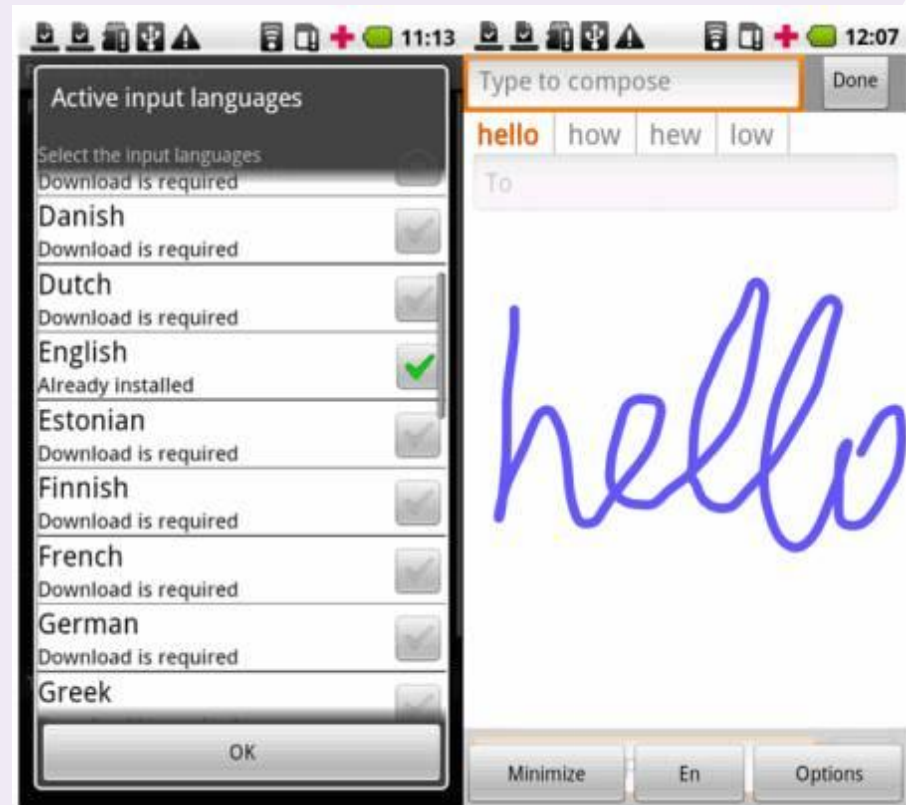 11:13
Active input languages
Select the input languages
Download is required
Danish
Download is required
Dutch
Download is required
English
Already installed
Estonian
Download is required
Finnish
Download is required
French
Download is required
German
Download is required
Greek
OK
12:07
Type to compose
Done
hello how hew low
To
hello
Minimize En Options